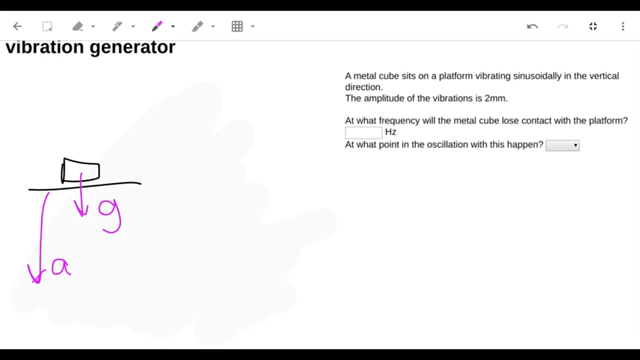 vibration generator
A metal cube sits on a platform vibrating sinusoidally in the vertical
direction.
The amplitude of the vibrations is 2mm.
At what frequency will the metal cube lose contact with the platform?
Hz
At what point in the oscillation with this happen?
g
a